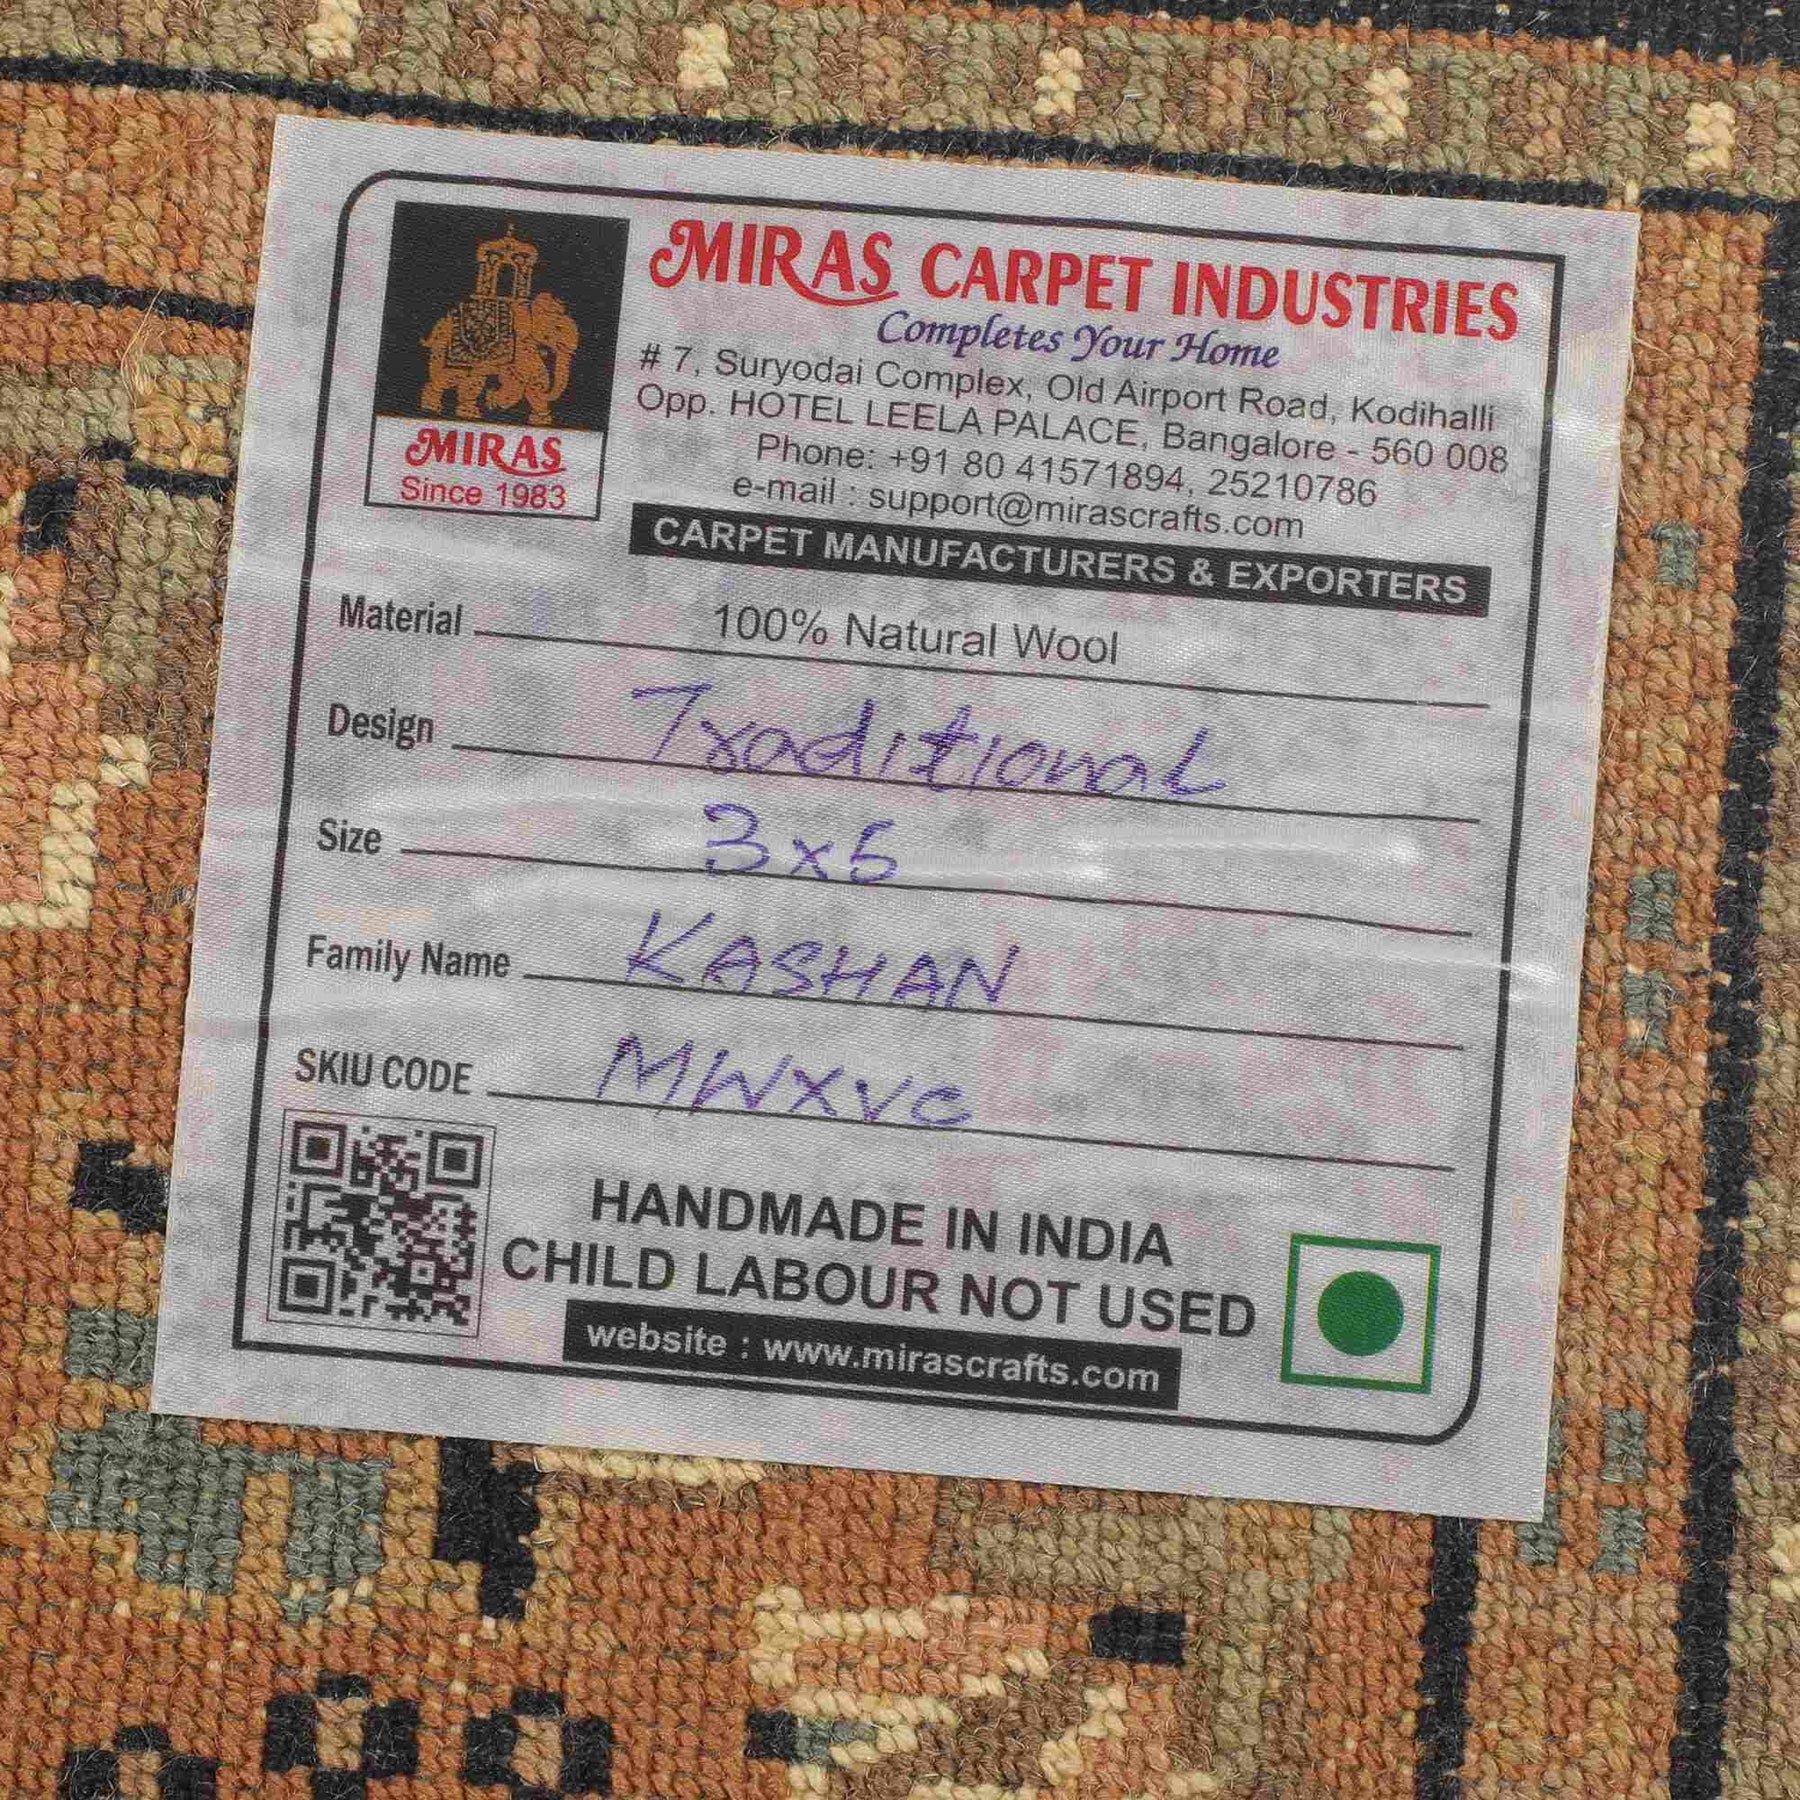 MIRAS CARPET INDUSTRIES
Completes Your Home
# 7, Suryodai Complex, Old Airport Road, Kodihalli
Opp. HOTEL LEELA PALACE, Bangalore - 560 008
Phone: +91 80 41571894, 25210786
e-mail : support@mirascrafts.com
MIRAS
Since 1983
CARPET MANUFACTURERS & EXPORTERS
Material 100% Natural Wool
Design Traditional
Size 3x5
Family Name KASHAN
SKIU CODE MWXVC
HANDMADE IN INDIA
CHILD LABOUR NOT USED
website : www.mirascrafts.com